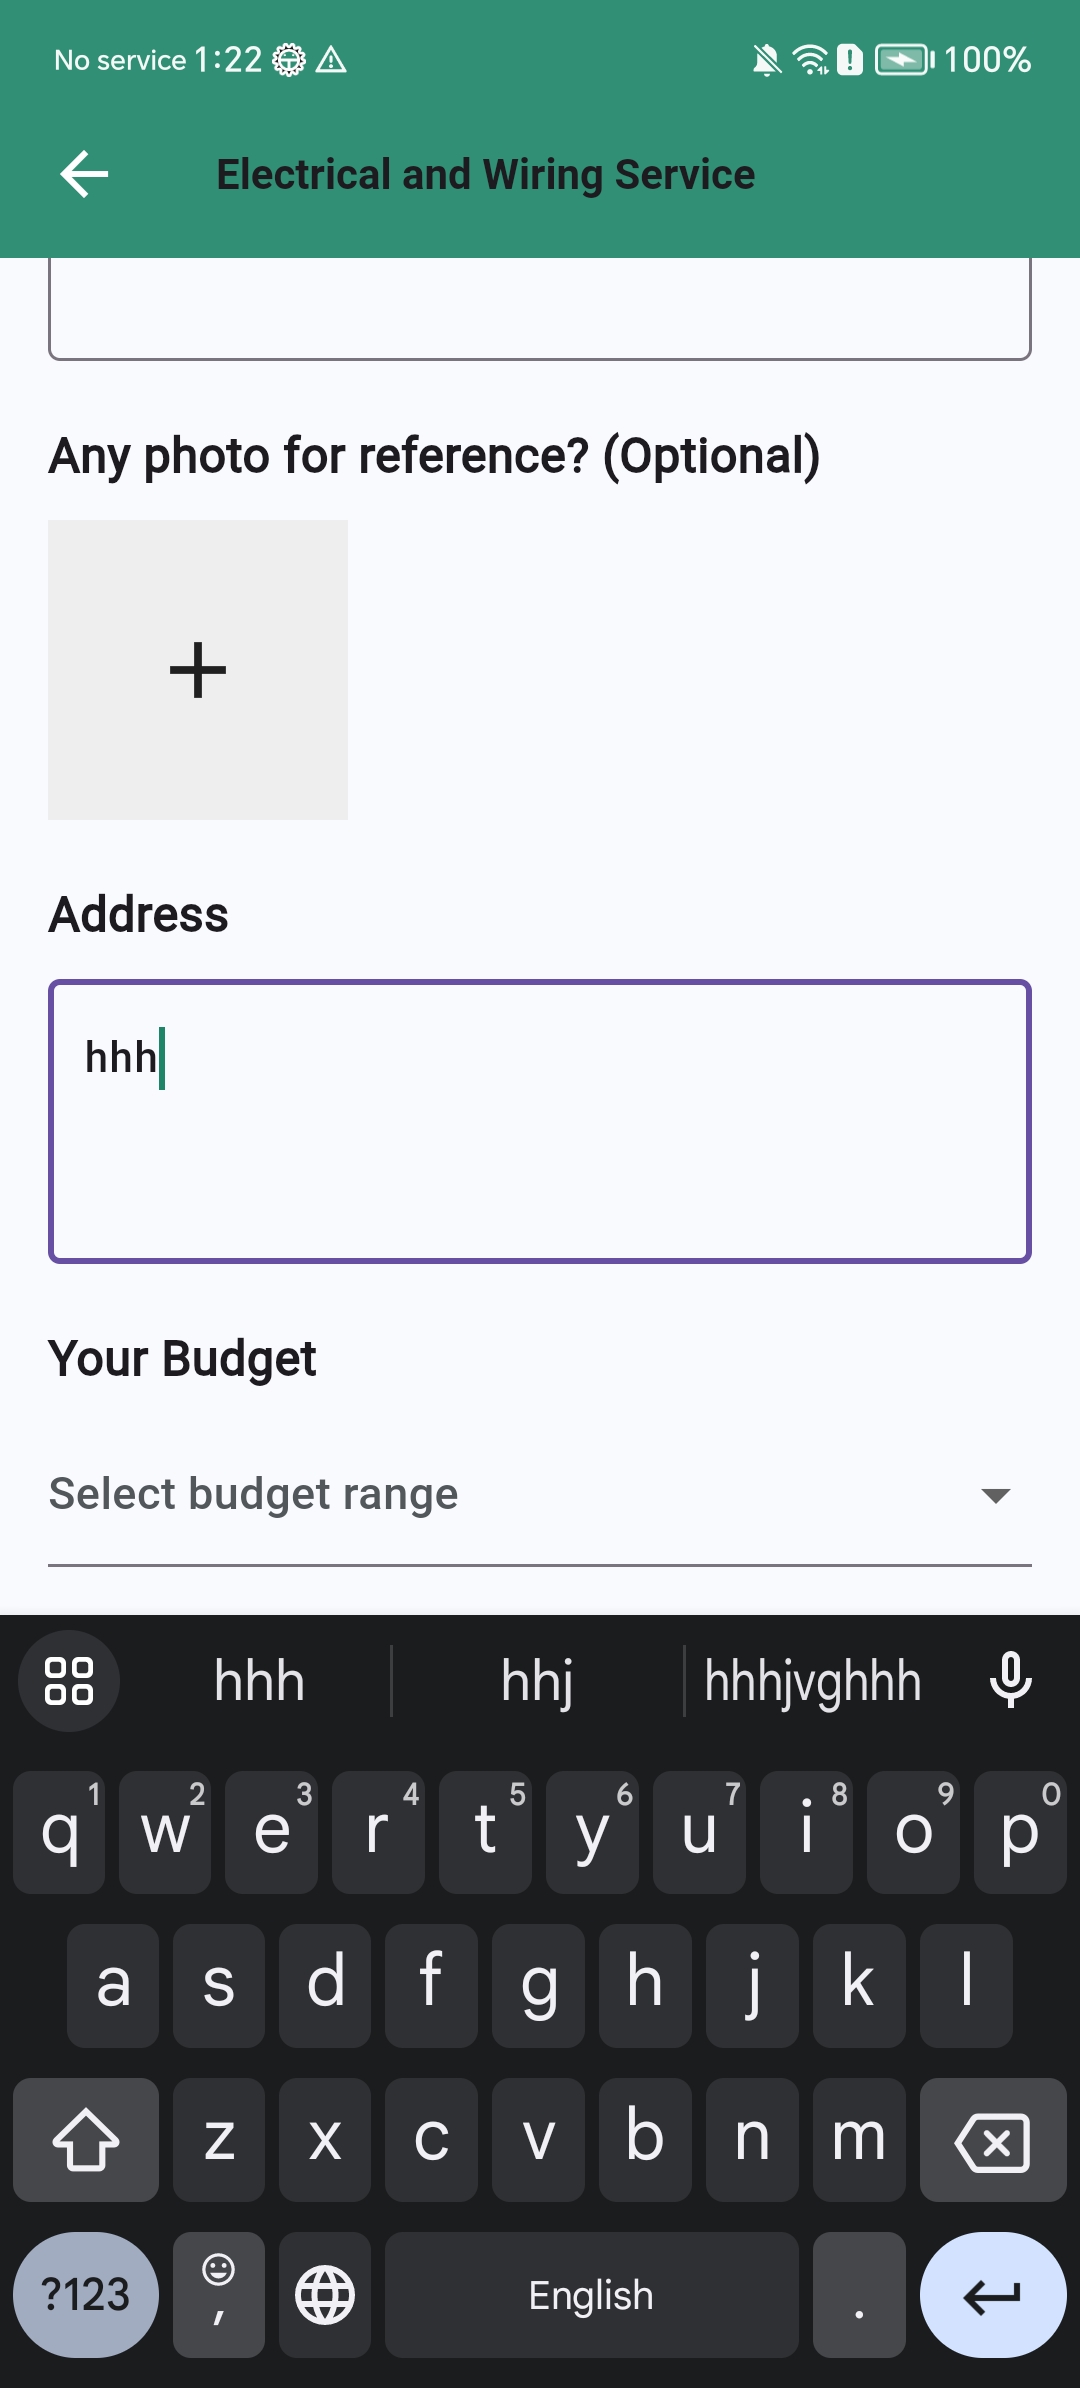 No service 1:22 100%
Electrical and Wiring Service
Any photo for reference? (Optional)
+
Address
hhh
Your Budget
Select budget range
hhh hhj hhhjvghhh
1 2 3 4 5 6 7 8 9 0
q w e r t y u i o p
a s d f g h j k l
z x c v b n m
?123 , English .